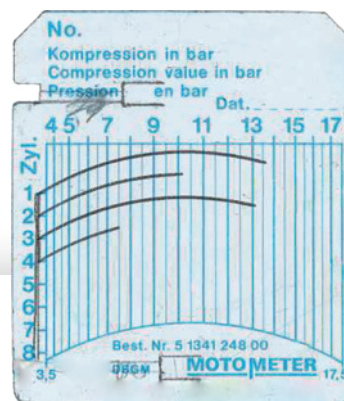 No.
Kompression in bar
Compression value in bar
Pression en bar
Dat.
4 5 7 9 11 13 15 17
Zyl.
1
2
3
4
5
6
7
8
Best. Nr. 5 1341 248 00
3,5 DBGM MOTOMETER 17,5